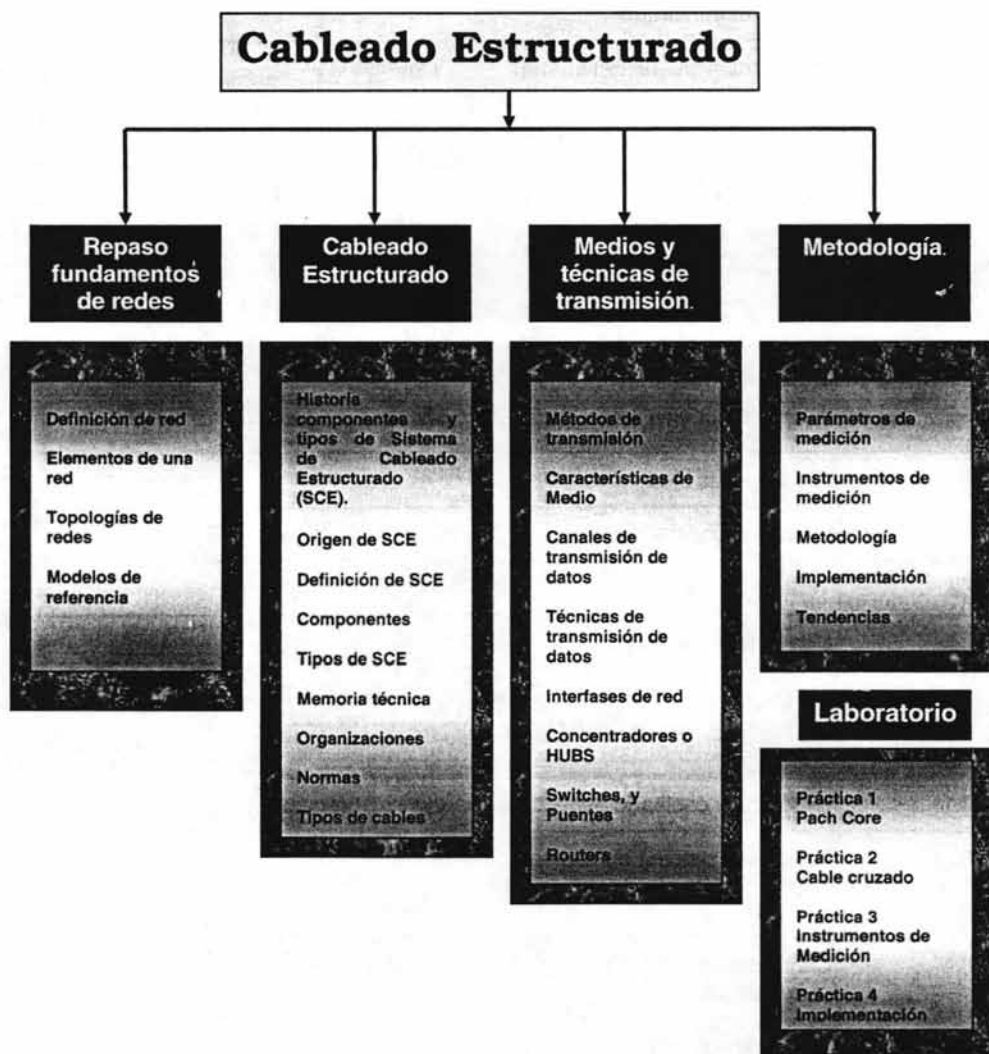 Cableado Estructurado
Repaso
fundamentos
de redes
Definición de red
Elementos de una
red
Topologías de
redes
Modelos de
referencia
Cableado
Estructurado
Historia
componentes y
tipos de Sistema
de Cableado
Estructurado
(SCE).
Origen de SCE
Definición de SCE
Componentes
Tipos de SCE
Memoria técnica
Organizaciones
Normas
Tipos de cables
Medios y
técnicas de
transmisión.
Métodos de
transmisión
Características de
Medio
Canales de
transmisión de
datos
Técnicas de
transmisión de
datos
Interfases de red
Concentradores o
HUBS
Switches, y
Puentes
Routers
Metodología.
Parámetros de
medición
Instrumentos de
medición
Metodología
Implementación
Tendencias
Laboratorio
Práctica 1
Pach Core
Práctica 2
Cable cruzado
Práctica 3
Instrumentos de
Medición
Práctica 4
Implementación